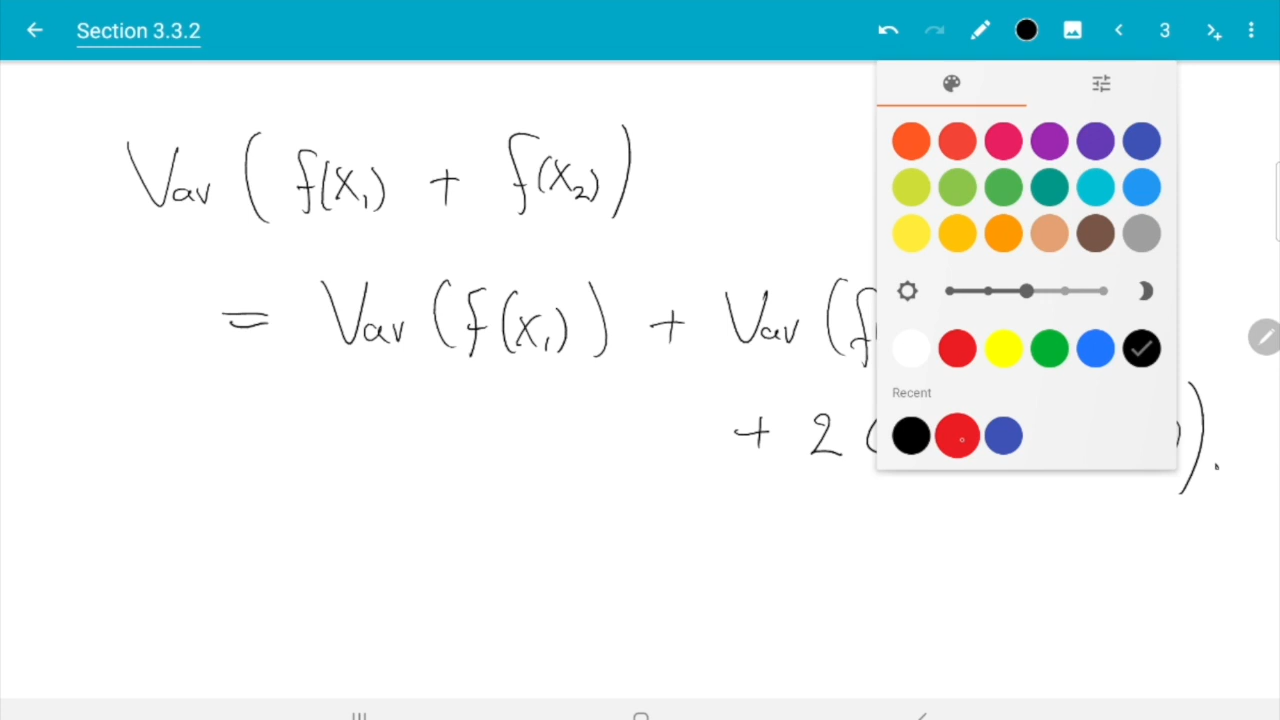 Section 3.3.2
3
Var ( f(X₁) + f(X₂) )
= Var ( f(X₁) ) + Var ( f
+ 2 ) .
Recent